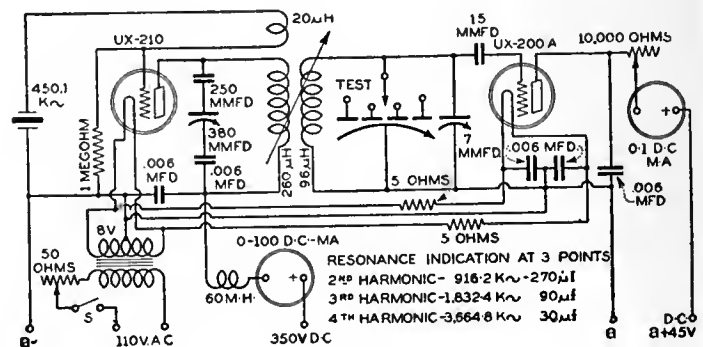 20μH
15
MMFD
UX-210
UX-200A
10,000 OHMS
450.1
K~
250
MMFD
380
MMFD
TEST
1 MEGOHM
.006
MFD
.006
MFD
260μH
96μH
7
MMFD.
.006 MFD.
0-1 D.C
M.A
.006
MFD
5 OHMS
5 OHMS
8V
50
OHMS
S
0-100 D.C.-MA
60 M.H.
RESONANCE INDICATION AT 3 POINTS
2ND HARMONIC- 916.2 K~ -270μμf
3RD HARMONIC-1,832.4 K~ 90μμf
4TH HARMONIC-3,664.8 K~ 30μμf
a-
110V.A.C
350V D.C
a
D.C.
a+45V